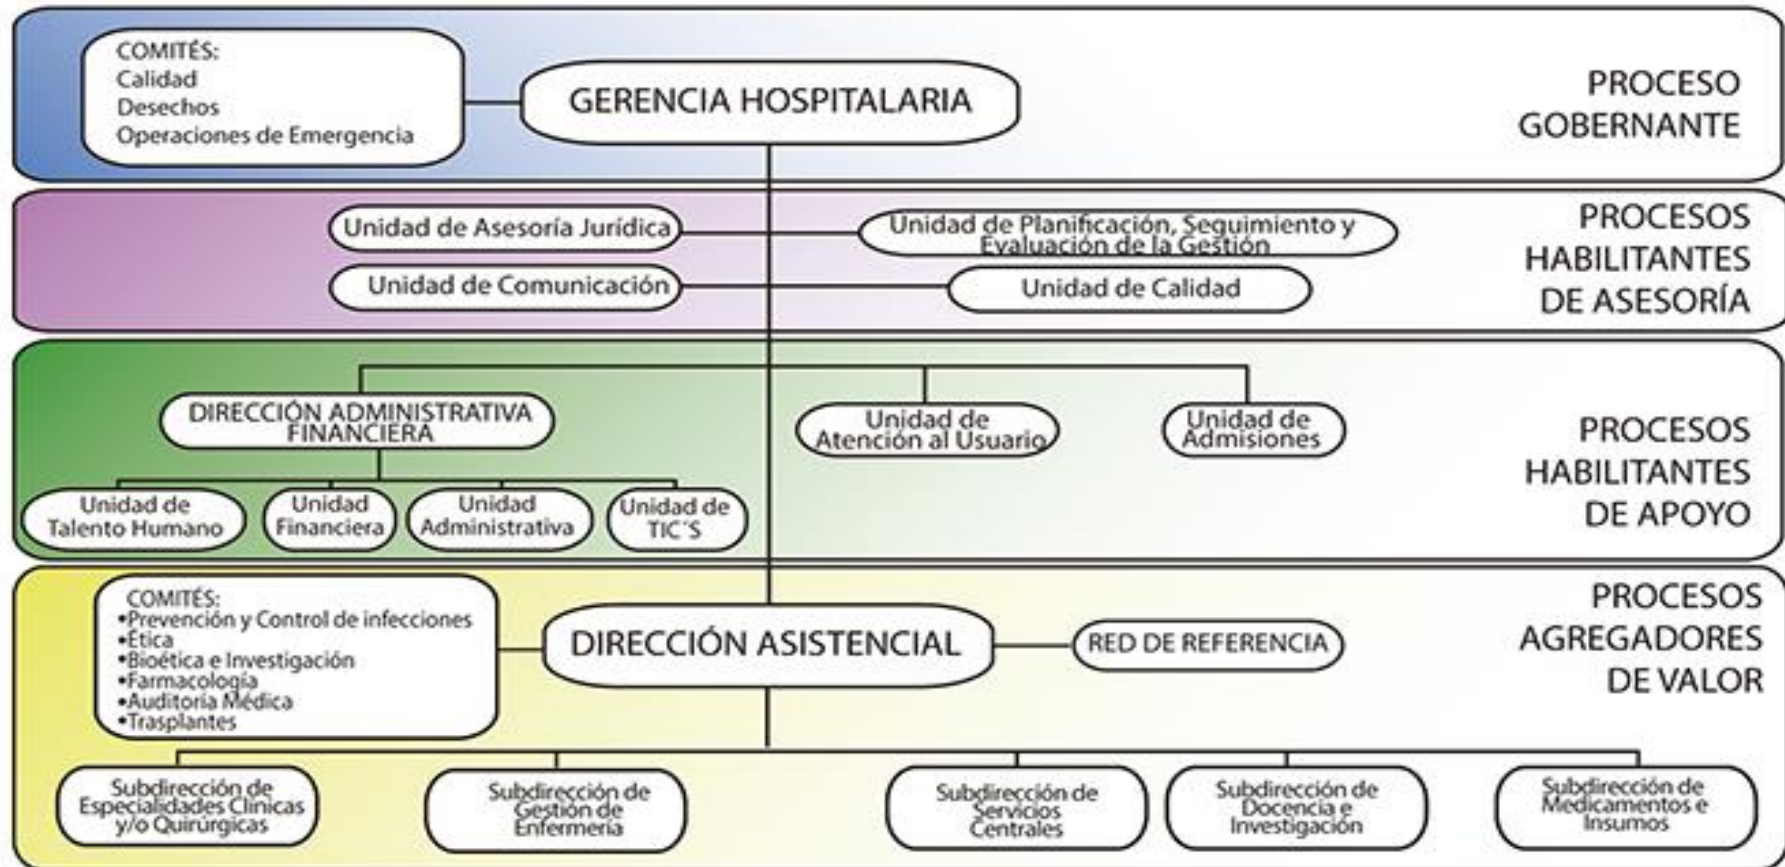 COMITÉS:
Calidad
Desechos
Operaciones de Emergencia
GERENCIA HOSPITALARIA
PROCESO
GOBERNANTE
Unidad de Asesoría Jurídica
Unidad de Planificación, Seguimiento y
Evaluación de la Gestión
Unidad de Comunicación
Unidad de Calidad
PROCESOS
HABILITANTES
DE ASESORÍA
DIRECCIÓN ADMINISTRATIVA
FINANCIERA
Unidad de
Atención al Usuario
Unidad de
Admisiones
Unidad de
Talento Humano
Unidad
Financiera
Unidad
Administrativa
Unidad de
TIC´S
PROCESOS
HABILITANTES
DE APOYO
COMITÉS:
•Prevención y Control de infecciones
•Ética
•Bioética e Investigación
•Farmacología
•Auditoría Médica
•Trasplantes
DIRECCIÓN ASISTENCIAL
RED DE REFERENCIA
PROCESOS
AGREGADORES
DE VALOR
Subdirección de
Especialidades Clínicas
y/o Quirúrgicas
Subdirección de
Gestión de
Enfermería
Subdirección de
Servicios
Centrales
Subdirección de
Docencia e
Investigación
Subdirección de
Medicamentos e
Insumos